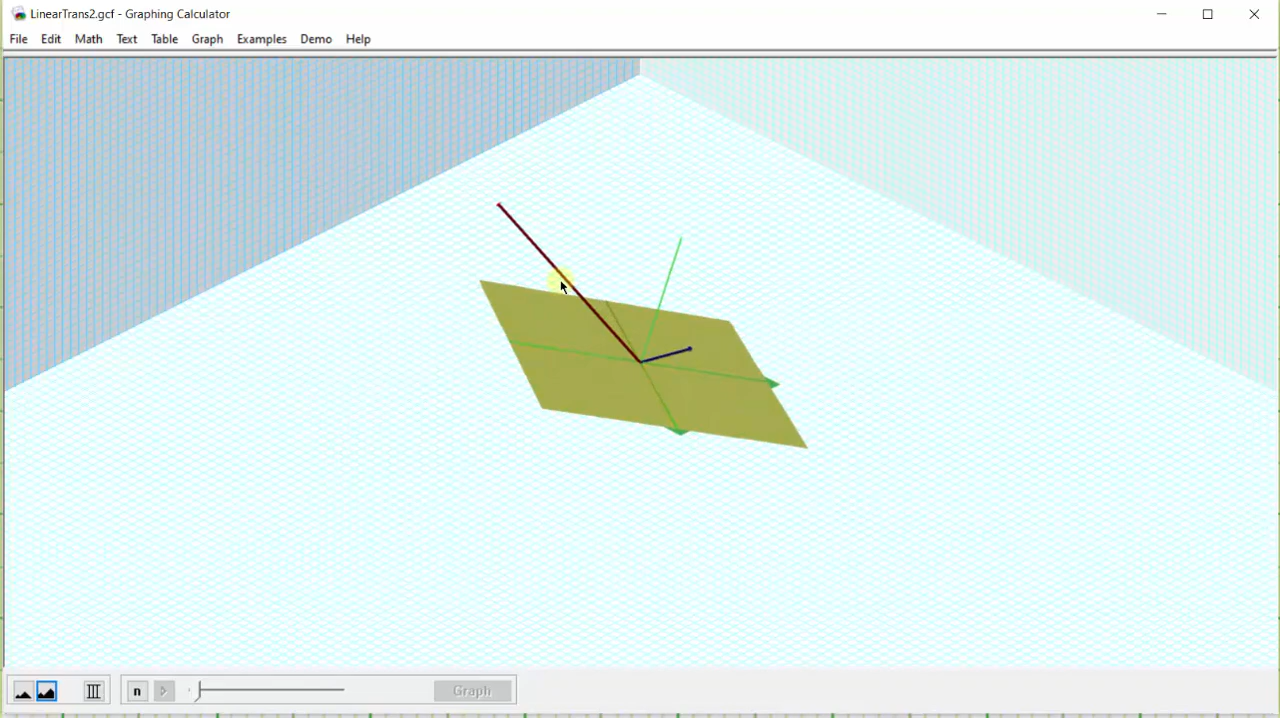 LinearTrans2.gcf - Graphing Calculator
File Edit Math Text Table Graph Examples Demo Help
n Graph